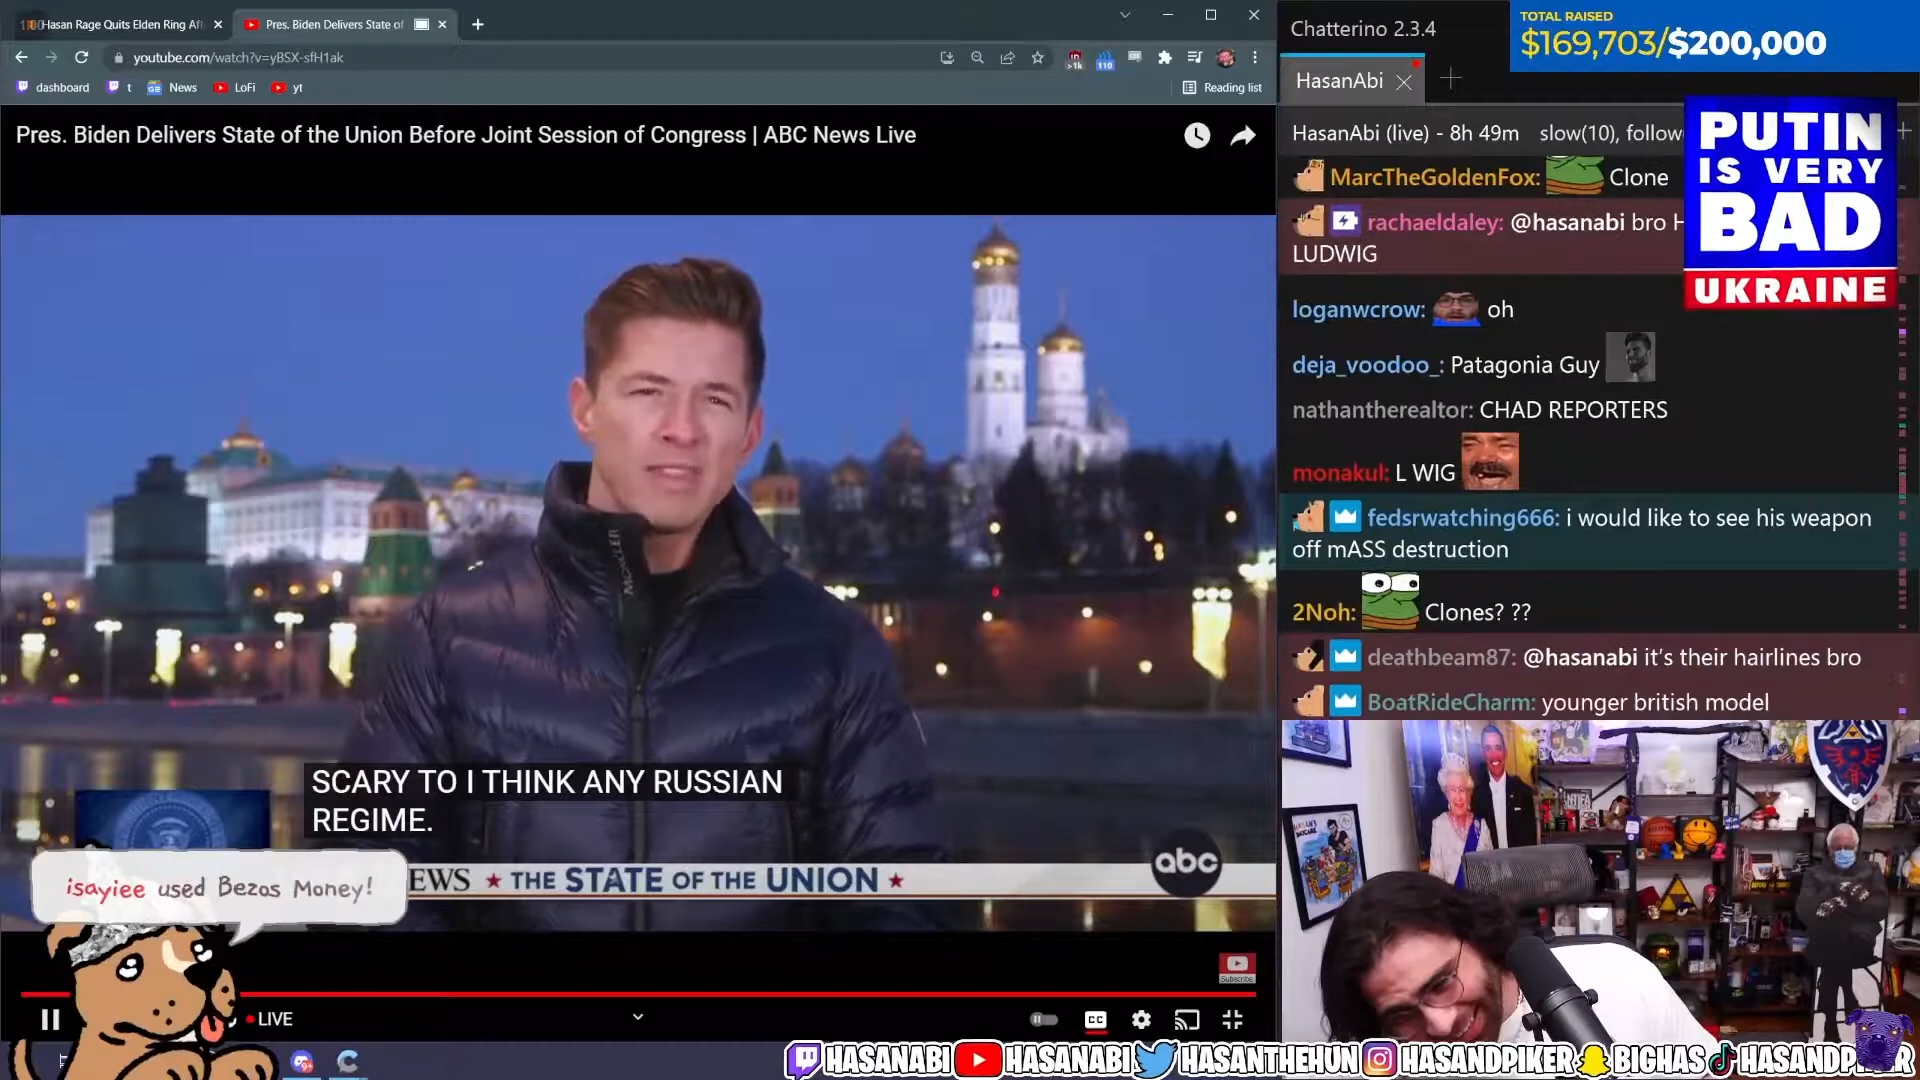 Hasan Rage Quits Elden Ring Aft
Pres. Biden Delivers State of
youtube.com/watch?v=yBSX-sfH1ak
>1k
110
dashboard
t
News
LoFi
yt
Reading list
Pres. Biden Delivers State of the Union Before Joint Session of Congress | ABC News Live
MONCLER
SCARY TO I THINK ANY RUSSIAN
REGIME.
EWS ★ THE STATE OF THE UNION ★
abc
isayiee used Bezos Money!
Subscribe
LIVE
CC
Chatterino 2.3.4
TOTAL RAISED
$169,703/$200,000
HasanAbi
HasanAbi (live) - 8h 49m slow(10), follow
PUTIN
IS VERY
BAD
UKRAINE
MarcTheGoldenFox: Clone
rachaeldaley: @hasanabi bro H
LUDWIG
loganwcrow: oh
deja_voodoo_: Patagonia Guy
nathantherealtor: CHAD REPORTERS
monakul: L WIG
fedsrwatching666: i would like to see his weapon
off mASS destruction
2Noh: Clones? ??
deathbeam87: @hasanabi it's their hairlines bro
BoatRideCharm: younger british model
HASANABI HASANABI HASANTHEHUN HASANDPIKER BIGHAS HASANDP